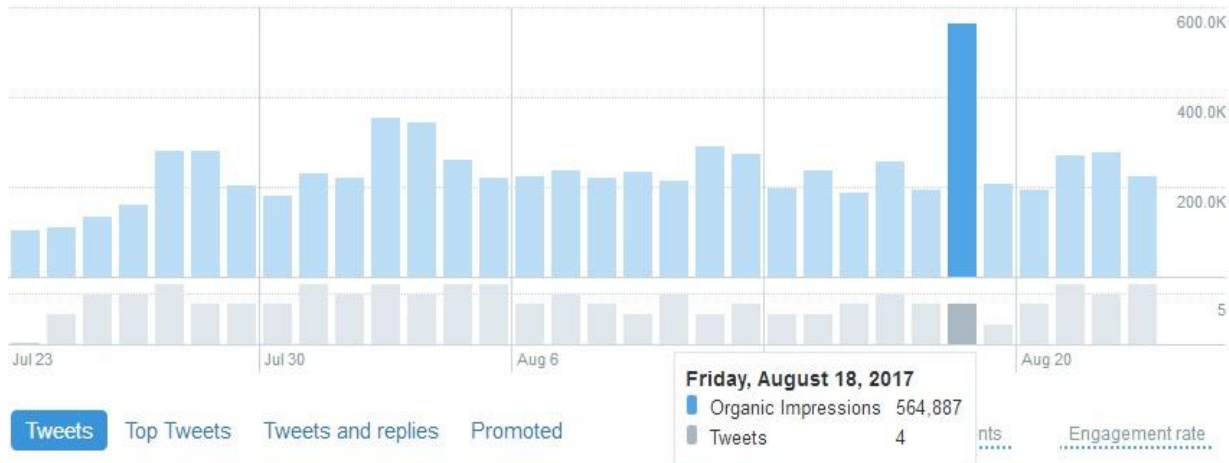 600.0K
400.0K
200.0K
5
Jul 23
Jul 30
Aug 6
Aug 20
Friday, August 18, 2017
Organic Impressions 564,887
Tweets 4
Tweets Top Tweets Tweets and replies Promoted nts Engagement rate